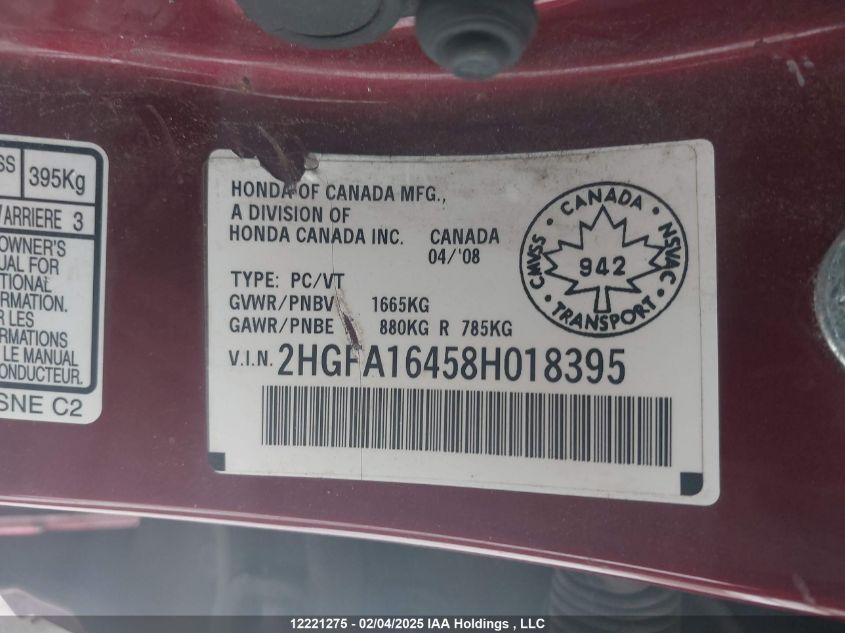 SS 395Kg
ARRIERE 3
OWNER'S
UAL FOR
TIONAL
RMATION.
R LES
RMATIONS
LE MANUAL
CONDUCTEUR.
SNE C2
HONDA OF CANADA MFG.,
A DIVISION OF
HONDA CANADA INC. CANADA
04/'08
TYPE: PC/VT
GVWR/PNBV 1665KG
GAWR/PNBE 880KG R 785KG
V.I.N. 2HGFA16458H018395
CANADA
CMVSS 942 NSVAC
TRANSPORT
12221275 - 02/04/2025 IAA Holdings , LLC